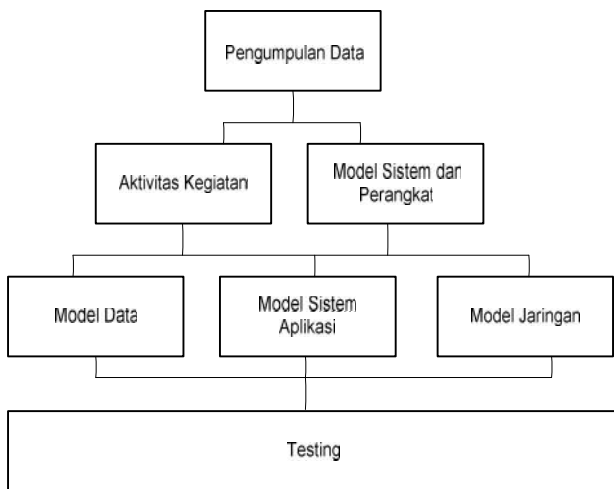 Pengumpulan Data
Aktivitas Kegiatan
Model Sistem dan
Perangkat
Model Data
Model Sistem
Aplikasi
Model Jaringan
Testing